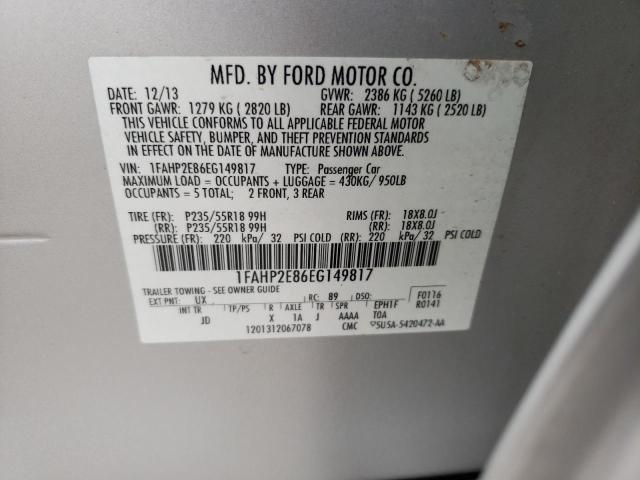 MFD. BY FORD MOTOR CO.
DATE: 12/13 GVWR: 2386 KG ( 5260 LB)
FRONT GAWR: 1279 KG ( 2820 LB) REAR GAWR: 1143 KG ( 2520 LB)
THIS VEHICLE CONFORMS TO ALL APPLICABLE FEDERAL MOTOR
VEHICLE SAFETY, BUMPER, AND THEFT PREVENTION STANDARDS
IN EFFECT ON THE DATE OF MANUFACTURE SHOWN ABOVE.
VIN: 1FAHP2E86EG149817 TYPE: Passenger Car
MAXIMUM LOAD = OCCUPANTS + LUGGAGE = 430KG/ 950LB
OCCUPANTS = 5 TOTAL; 2 FRONT, 3 REAR
TIRE (FR): P235/55R18 99H RIMS (FR): 18X8.0J
(RR): P235/55R18 99H (RR): 18X8.0J
PRESSURE (FR): 220 kPa/ 32 PSI COLD (RR): 220 kPa/ 32 PSI COLD
1FAHP2E86EG149817
TRAILER TOWING - SEE OWNER GUIDE
EXT PNT: UX RC: 89 DSO: F0116
INT TR TP/PS R AXLE TR SPR EPH1F R0141
JD X 1A J AAAA T0A
1201312067078 CMC 5U5A-5420472-AA